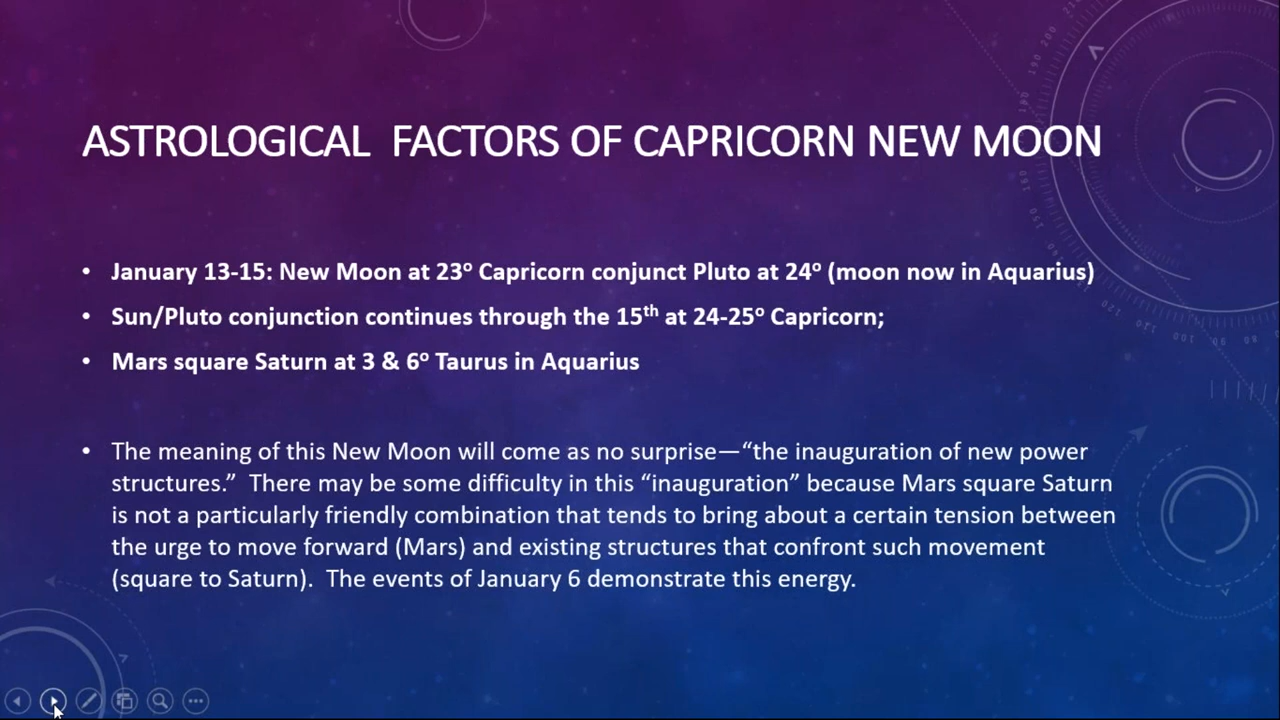 ASTROLOGICAL FACTORS OF CAPRICORN NEW MOON
• January 13-15: New Moon at 23° Capricorn conjunct Pluto at 24° (moon now in Aquarius)
• Sun/Pluto conjunction continues through the 15th at 24-25° Capricorn;
• Mars square Saturn at 3 & 6° Taurus in Aquarius
• The meaning of this New Moon will come as no surprise—“the inauguration of new power
structures.” There may be some difficulty in this “inauguration” because Mars square Saturn
is not a particularly friendly combination that tends to bring about a certain tension between
the urge to move forward (Mars) and existing structures that confront such movement
(square to Saturn). The events of January 6 demonstrate this energy.